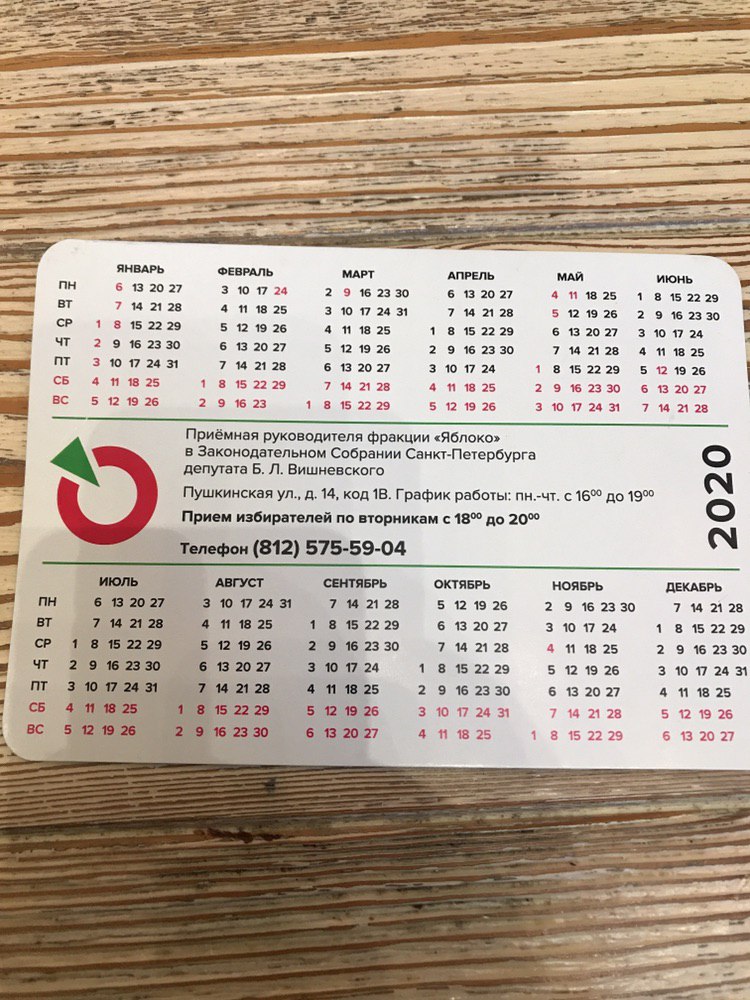 ЯНВАРЬ ФЕВРАЛЬ МАРТ АПРЕЛЬ МАЙ ИЮНЬ
ПН 6 13 20 27 3 10 17 24 2 9 16 23 30 6 13 20 27 4 11 18 25 1 8 15 22 29
ВТ 7 14 21 28 4 11 18 25 3 10 17 24 31 7 14 21 28 5 12 19 26 2 9 16 23 30
СР 1 8 15 22 29 5 12 19 26 4 11 18 25 1 8 15 22 29 6 13 20 27 3 10 17 24
ЧТ 2 9 16 23 30 6 13 20 27 5 12 19 26 2 9 16 23 30 7 14 21 28 4 11 18 25
ПТ 3 10 17 24 31 7 14 21 28 6 13 20 27 3 10 17 24 1 8 15 22 29 5 12 19 26
СБ 4 11 18 25 1 8 15 22 29 7 14 21 28 4 11 18 25 2 9 16 23 30 6 13 20 27
ВС 5 12 19 26 2 9 16 23 1 8 15 22 29 5 12 19 26 3 10 17 24 31 7 14 21 28
Приёмная руководителя фракции «Яблоко»
в Законодательном Собрании Санкт-Петербурга
депутата Б. Л. Вишневского
Пушкинская ул., д. 14, код 1В. График работы: пн.-чт. с 16⁰⁰ до 19⁰⁰
Прием избирателей по вторникам с 18⁰⁰ до 20⁰⁰
Телефон (812) 575-59-04
2020
ИЮЛЬ АВГУСТ СЕНТЯБРЬ ОКТЯБРЬ НОЯБРЬ ДЕКАБРЬ
ПН 6 13 20 27 3 10 17 24 31 7 14 21 28 5 12 19 26 2 9 16 23 30 7 14 21 28
ВТ 7 14 21 28 4 11 18 25 1 8 15 22 29 6 13 20 27 3 10 17 24 1 8 15 22 29
СР 1 8 15 22 29 5 12 19 26 2 9 16 23 30 7 14 21 28 4 11 18 25 2 9 16 23 30
ЧТ 2 9 16 23 30 6 13 20 27 3 10 17 24 1 8 15 22 29 5 12 19 26 3 10 17 24 31
ПТ 3 10 17 24 31 7 14 21 28 4 11 18 25 2 9 16 23 30 6 13 20 27 4 11 18 25
СБ 4 11 18 25 1 8 15 22 29 5 12 19 26 3 10 17 24 31 7 14 21 28 5 12 19 26
ВС 5 12 19 26 2 9 16 23 30 6 13 20 27 4 11 18 25 1 8 15 22 29 6 13 20 27